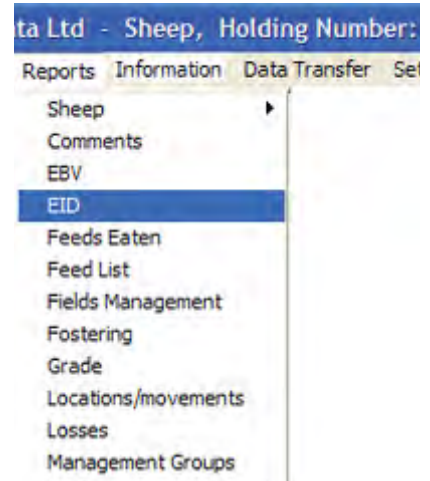 ta Ltd - Sheep, Holding Number:
Reports Information Data Transfer Set
Sheep
Comments
EBV
EID
Feeds Eaten
Feed List
Fields Management
Fostering
Grade
Locations/movements
Losses
Management Groups